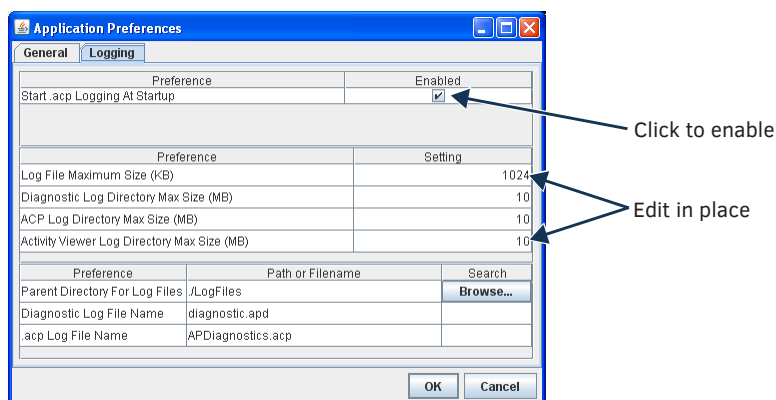 Application Preferences
General Logging
Preference Enabled
Start .acp Logging At Startup
Click to enable
Preference Setting
Log File Maximum Size (KB) 1024
Diagnostic Log Directory Max Size (MB) 10
ACP Log Directory Max Size (MB) 10
Edit in place
Activity Viewer Log Directory Max Size (MB) 10
Preference Path or Filename Search
Parent Directory For Log Files ./LogFiles Browse...
Diagnostic Log File Name diagnostic.apd
.acp Log File Name APDiagnostics.acp
OK Cancel